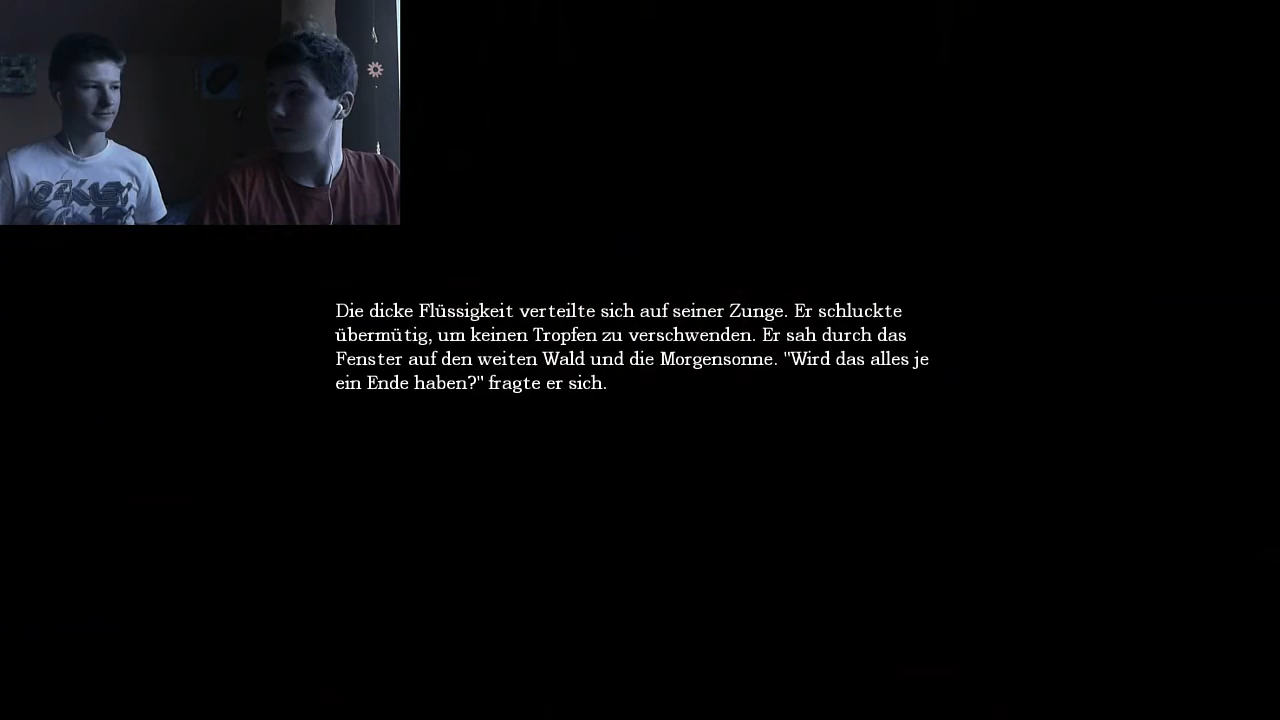 OAKLEY
Die dicke Flüssigkeit verteilte sich auf seiner Zunge. Er schluckte
übermütig, um keinen Tropfen zu verschwenden. Er sah durch das
Fenster auf den weiten Wald und die Morgensonne. "Wird das alles je
ein Ende haben?" fragte er sich.